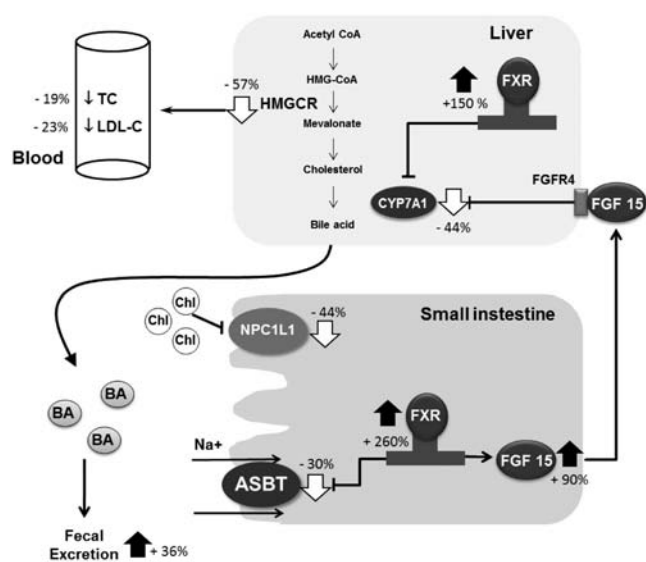 Acetyl CoA
Liver
- 57%
HMG-CoA
FXR
+150 %
- 19% ↓ TC
HMGCR
Mevalonate
- 23% ↓ LDL-C
Blood
Cholesterol
FGFR4
CYP7A1
FGF 15
- 44%
Bile acid
Chl
Chl
Chl
NPC1L1
- 44%
Small instestine
BA
BA
BA
FXR
Na+
+ 260%
- 30%
ASBT
FGF 15
+ 90%
Fecal
Excretion
+ 36%